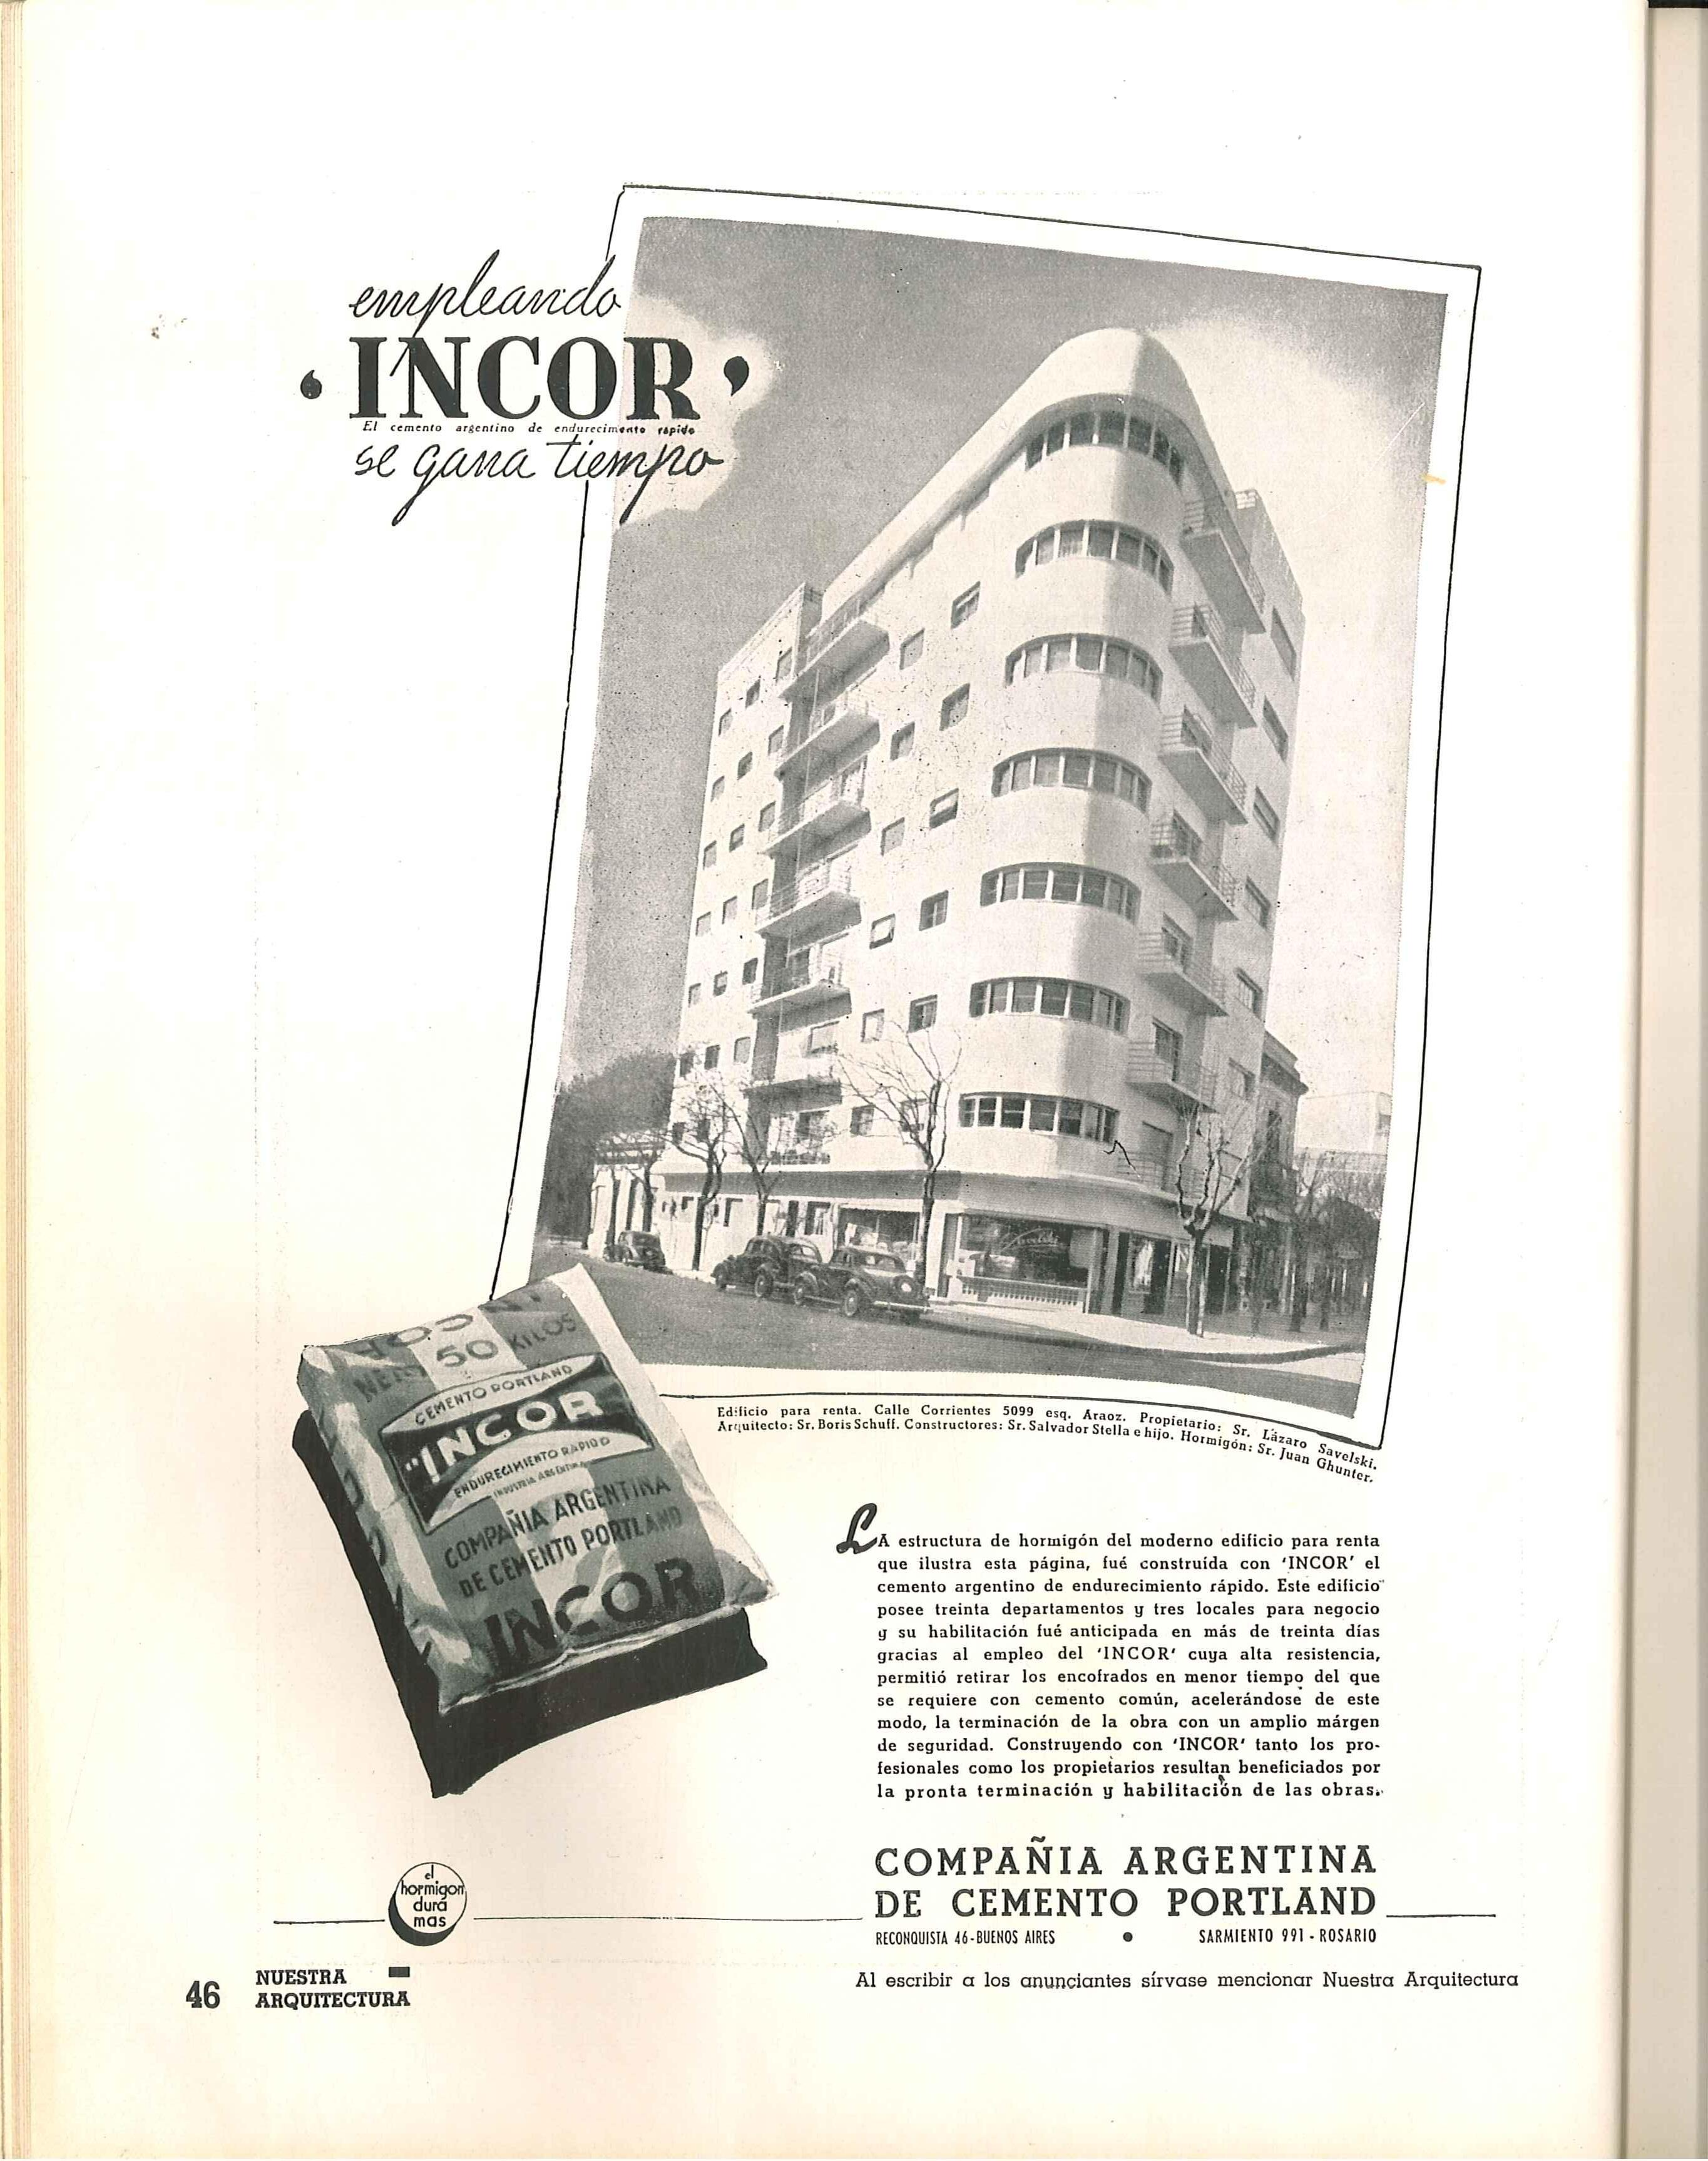 empleando
'INCOR'
El cemento argentino de endurecimiento rápido
se gana tiempo
Savelski
NETO 50 KILOS
CEMENTO PORTLAND
"INCOR
ENDURECIMIENTO RAPIDO
INDUSTRIA ARGENTINA
COMPAÑIA ARGENTINA
DE CEMENTO PORTLAND
INCOR
Edificio para renta. Calle Corrientes 5099 esq. Araoz. Propietario: Sr. Lázaro Savelski.
Arquitecto: Sr. Boris Schuff. Constructores: Sr. Salvador Stella e hijo. Hormigón: Sr. Juan Ghunter.
LA estructura de hormigón del moderno edificio para renta
que ilustra esta página, fué construída con 'INCOR' el
cemento argentino de endurecimiento rápido. Este edificio
posee treinta departamentos y tres locales para negocio
y su habilitación fué anticipada en más de treinta días
gracias al empleo del 'INCOR' cuya alta resistencia,
permitió retirar los encofrados en menor tiempo del que
se requiere con cemento común, acelerándose de este
modo, la terminación de la obra con un amplio márgen
de seguridad. Construyendo con 'INCOR' tanto los pro-
fesionales como los propietarios resultan beneficiados por
la pronta terminación y habilitación de las obras.
COMPAÑIA ARGENTINA
DE CEMENTO PORTLAND
RECONQUISTA 46-BUENOS AIRES • SARMIENTO 991 - ROSARIO
el
hormigon
dura
mas
46 NUESTRA
ARQUITECTURA
Al escribir a los anunciantes sírvase mencionar Nuestra Arquitectura